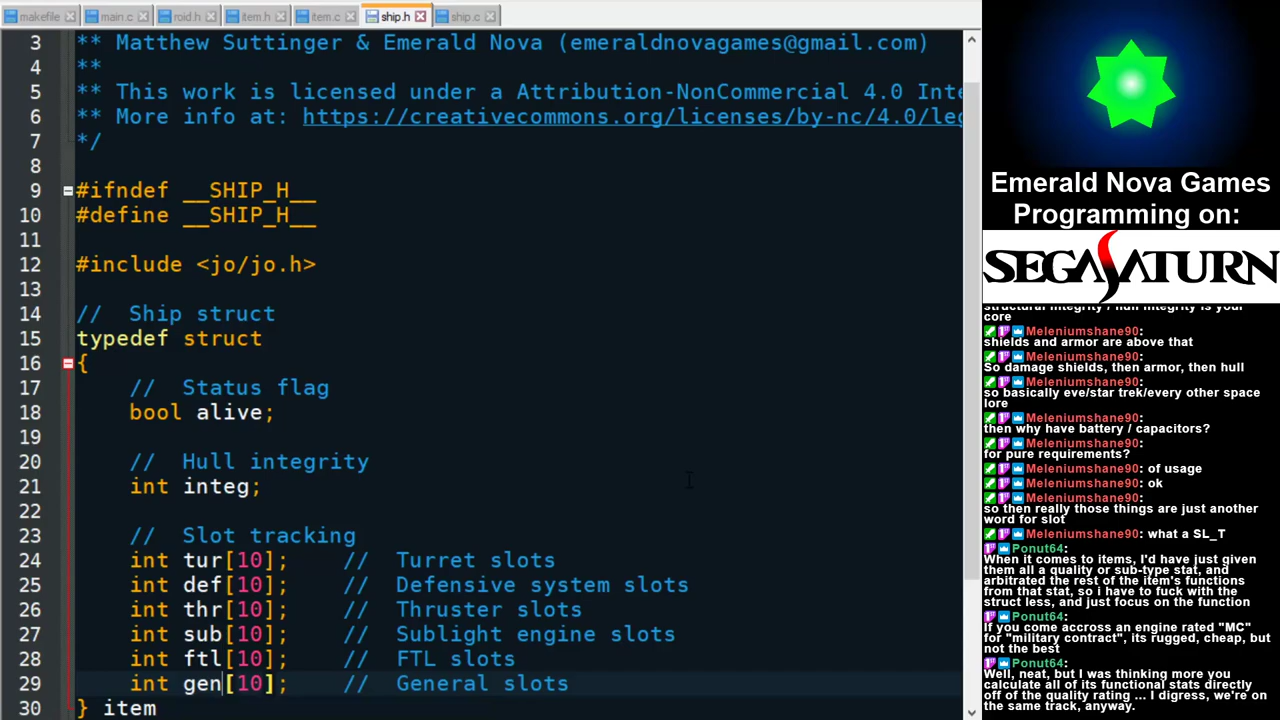 makefile main.c roid.h item.h item.c ship.h ship.c
3 ** Matthew Suttinger & Emerald Nova (emeraldnovagames@gmail.com)
4 **
5 ** This work is licensed under a Attribution-NonCommercial 4.0 Inte
6 ** More info at: https://creativecommons.org/licenses/by-nc/4.0/leg
7 */
8
9 #ifndef __SHIP_H__
10 #define __SHIP_H__
11
12 #include <jo/jo.h>
13
14 //  Ship struct
15 typedef struct
16 {
17     //  Status flag
18     bool alive;
19
20     //  Hull integrity
21     int integ;
22
23     //  Slot tracking
24     int tur[10];    //  Turret slots
25     int def[10];    //  Defensive system slots
26     int thr[10];    //  Thruster slots
27     int sub[10];    //  Sublight engine slots
28     int ftl[10];    //  FTL slots
29     int gen[10];    //  General slots
30 } item
Emerald Nova Games
Programming on:
SEGA SATURN
structural integrity / hull integrity is your
core
Meleniumshane90:
shields and armor are above that
Meleniumshane90:
So damage shields, then armor, then hull
Meleniumshane90:
so basically eve/star trek/every other space
lore
Meleniumshane90:
then why have battery / capacitors?
Meleniumshane90:
for pure requirements?
Meleniumshane90: of usage
Meleniumshane90: ok
Meleniumshane90:
so then really those things are just another
word for slot
Meleniumshane90: what a SL_T
Ponut64:
When it comes to items, I'd have just given
them all a quality or sub-type stat, and
arbitrated the rest of the item's functions
from that stat, so i have to fuck with the
struct less, and just focus on the function
Ponut64:
If you come accross an engine rated "MC"
for "military contract", its rugged, cheap, but
not the best
Ponut64:
Well, neat, but I was thinking more you
calculate all of its functional stats directly
off of the quality rating ... I digress, we're on
the same track, anyway.